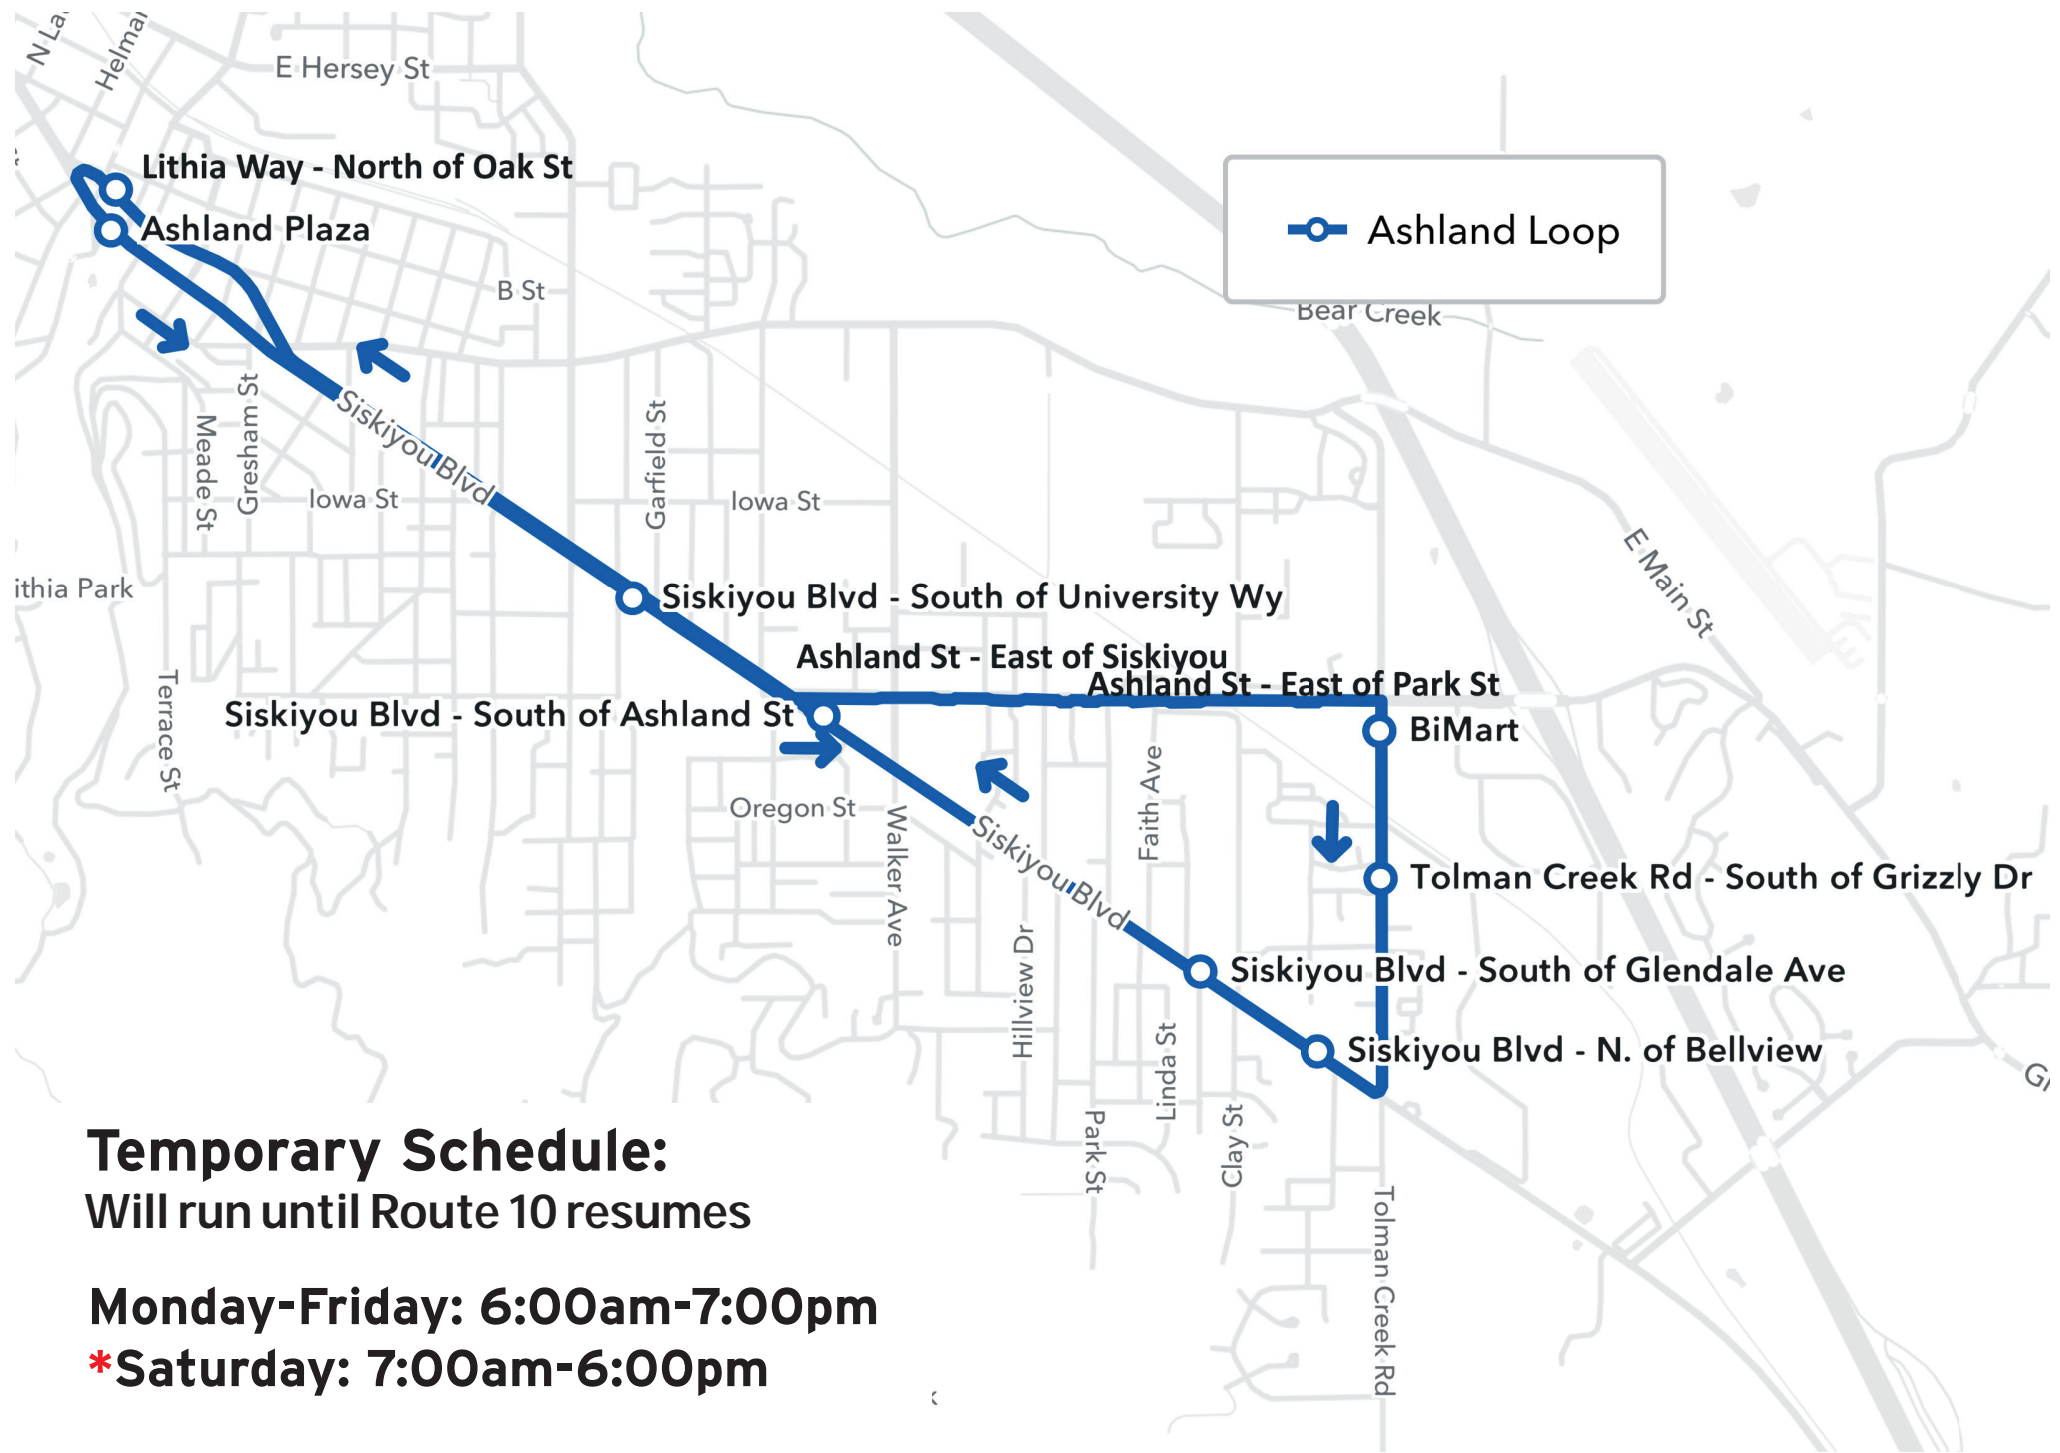 Helman
E Hersey St
Lithia Way - North of Oak St
Ashland Plaza
B St
Ashland Loop
Bear Creek
Siskiyou Blvd
Meade St
Gresham St
Garfield St
Iowa St
Iowa St
ithia Park
E Main St
Siskiyou Blvd - South of University Wy
Ashland St - East of Siskiyou
Ashland St - East of Park St
Siskiyou Blvd - South of Ashland St
BiMart
Terrace St
Oregon St
Walker Ave
Faith Ave
Siskiyou Blvd
Tolman Creek Rd - South of Grizzly Dr
Siskiyou Blvd - South of Glendale Ave
Hillview Dr
Linda St
Siskiyou Blvd - N. of Bellview
Park St
Clay St
Tolman Creek Rd
Temporary Schedule:
Will run until Route 10 resumes
Monday-Friday: 6:00am-7:00pm
*Saturday: 7:00am-6:00pm